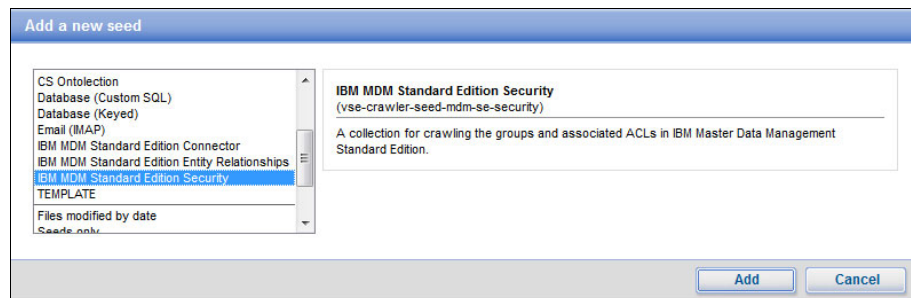 Add a new seed
CS Ontolection
Database (Custom SQL)
Database (Keyed)
Email (IMAP)
IBM MDM Standard Edition Connector
IBM MDM Standard Edition Entity Relationships
IBM MDM Standard Edition Security
TEMPLATE
Files modified by date
Seeds only
IBM MDM Standard Edition Security
(vse-crawler-seed-mdm-se-security)
A collection for crawling the groups and associated ACLs in IBM Master Data Management
Standard Edition.
Add
Cancel